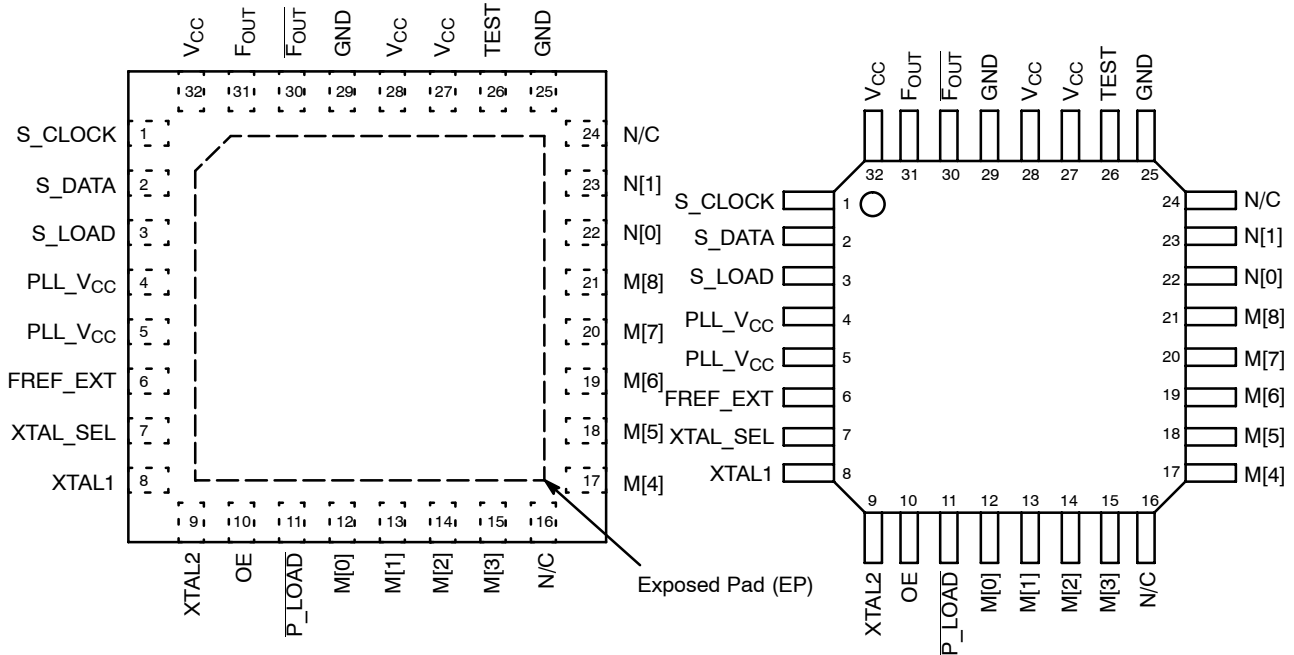 VCC FOUT FOUT GND VCC VCC TEST GND
32 31 30 29 28 27 26 25
S_CLOCK 1 24 N/C
S_DATA 2 23 N[1]
S_LOAD 3 22 N[0]
PLL_VCC 4 21 M[8]
PLL_VCC 5 20 M[7]
FREF_EXT 6 19 M[6]
XTAL_SEL 7 18 M[5]
XTAL1 8 17 M[4]
9 10 11 12 13 14 15 16
XTAL2 OE P_LOAD M[0] M[1] M[2] M[3] N/C
Exposed Pad (EP)
VCC FOUT FOUT GND VCC VCC TEST GND
32 31 30 29 28 27 26 25
S_CLOCK 1 24 N/C
S_DATA 2 23 N[1]
S_LOAD 3 22 N[0]
PLL_VCC 4 21 M[8]
PLL_VCC 5 20 M[7]
FREF_EXT 6 19 M[6]
XTAL_SEL 7 18 M[5]
XTAL1 8 17 M[4]
9 10 11 12 13 14 15 16
XTAL2 OE P_LOAD M[0] M[1] M[2] M[3] N/C